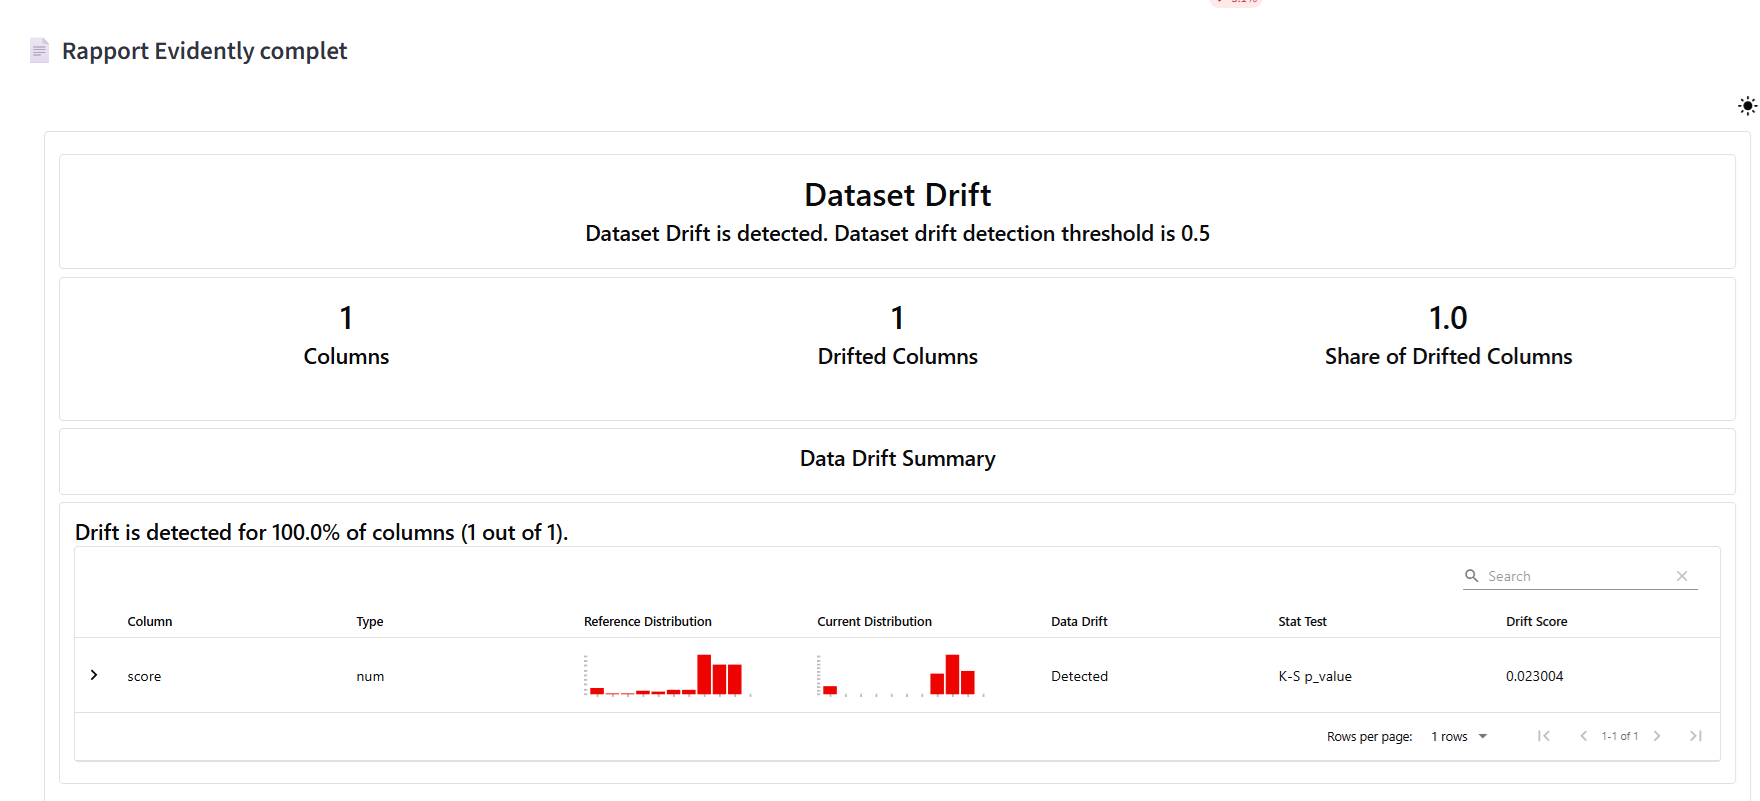 Rapport Evidently complet
Dataset Drift
Dataset Drift is detected. Dataset drift detection threshold is 0.5
1
Columns
1
Drifted Columns
1.0
Share of Drifted Columns
Data Drift Summary
Drift is detected for 100.0% of columns (1 out of 1).
Search
Column Type Reference Distribution Current Distribution Data Drift Stat Test Drift Score
score num Detected K-S p_value 0.023004
Rows per page: 1 rows 1-1 of 1